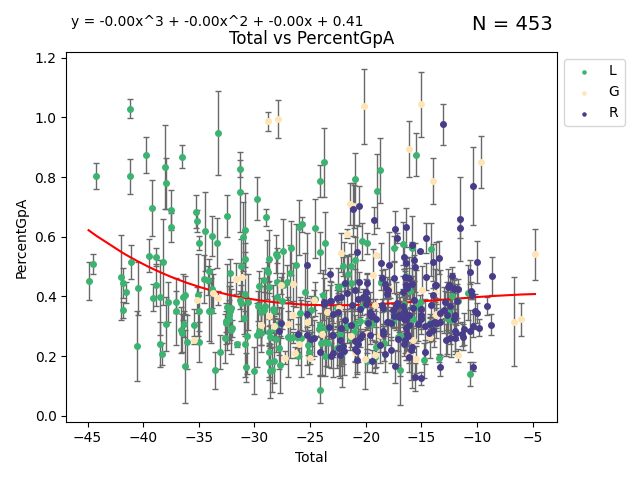 y = -0.00x^3 + -0.00x^2 + -0.00x + 0.41
N = 453
Total vs PercentGpA
1.2
1.0
0.8
0.6
0.4
0.2
0.0
PercentGpA
−45
−40
−35
−30
−25
−20
−15
−10
−5
Total
L
G
R